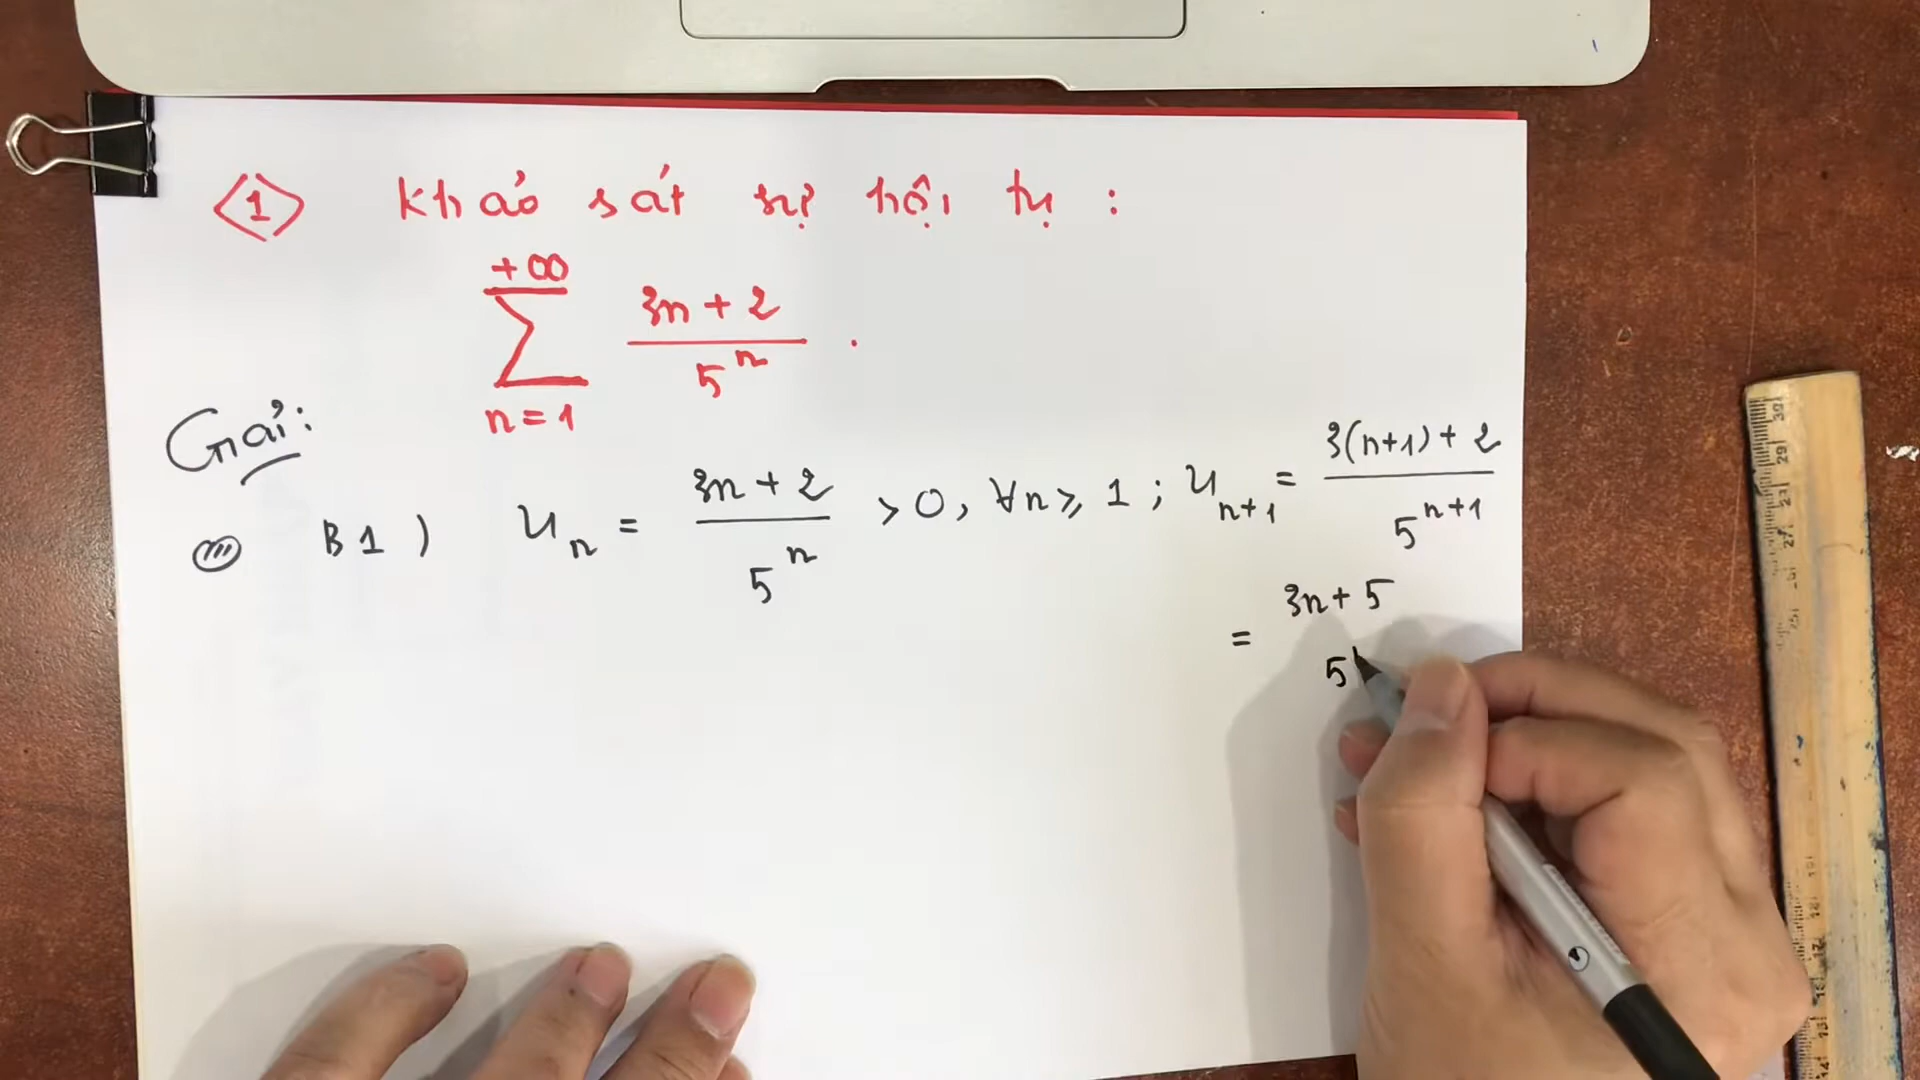 1 Khảo sát sự hội tụ :
+∞
∑ 3n + 2 / 5^n .
n = 1
Giải:
B1 ) u_n = 3n + 2 / 5^n > 0, ∀n ⩾ 1 ; u_{n+1} = 3(n+1) + 2 / 5^{n+1}
= 3n + 5
5